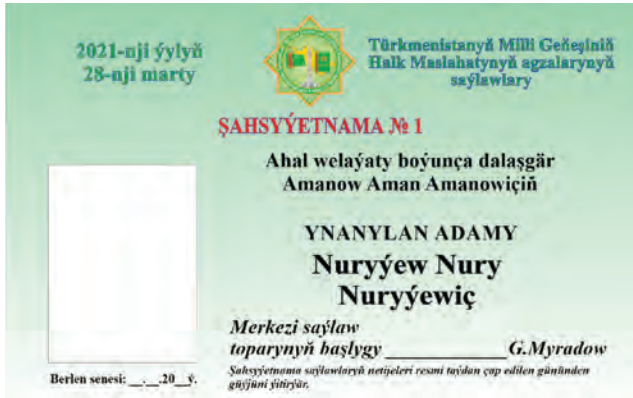 2021-nji ýylyň
28-nji marty
Türkmenistanyň Milli Geňeşiniň
Halk Maslahatynyň agzalarynyň
saýlawlary
ŞAHSYÝETNAMA № 1
Ahal welaýaty boýunça dalaşgär
Amanow Aman Amanowiçiň
YNANYLAN ADAMY
Nuryýew Nury
Nuryýewiç
Merkezi saýlaw
toparynyň başlygy ____________G.Myradow
Berlen senesi: __.__.20__ý.
Şahsyýetnama saýlawlaryň netijeleri resmi taýdan çap edilen gününden
güýjüni ýitirýär.